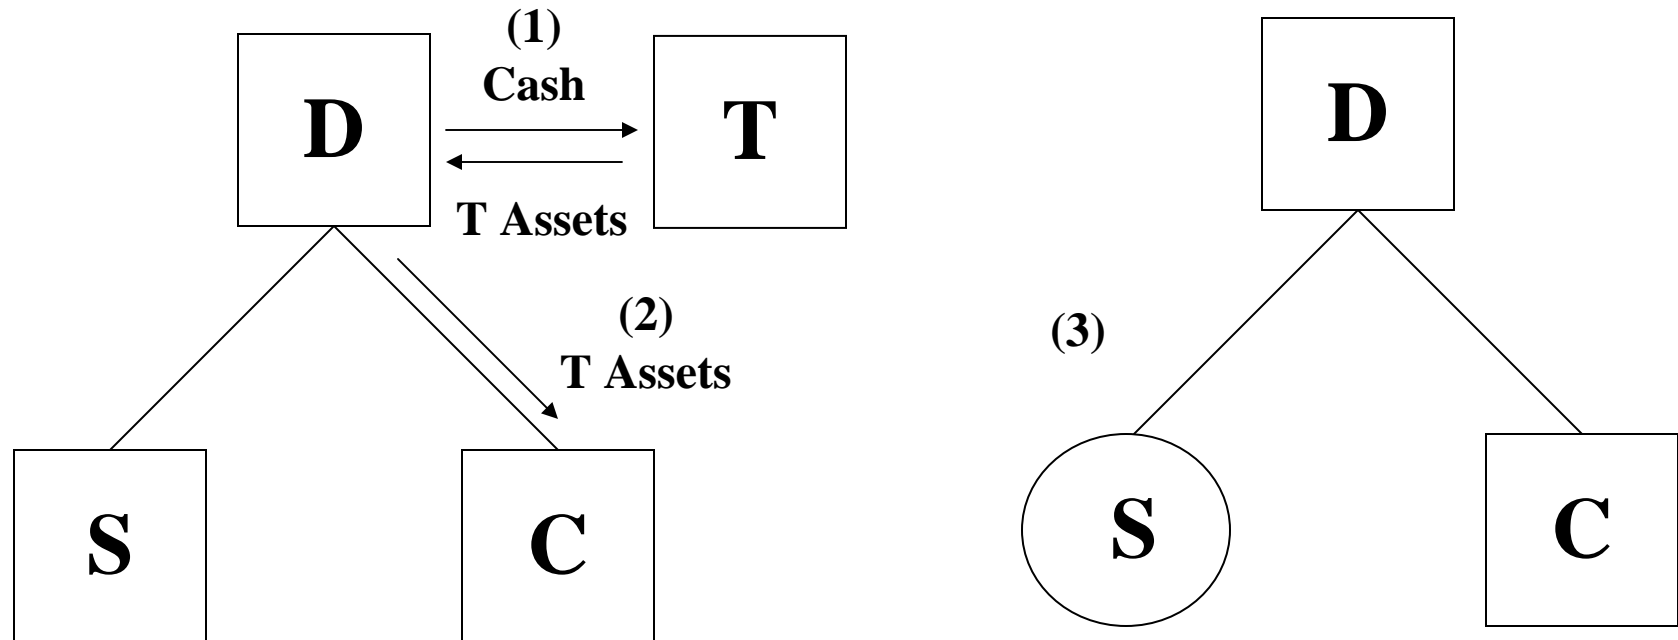 (1)
Cash
D
T
T Assets
(2)
T Assets
S
C
D
(3)
S
C